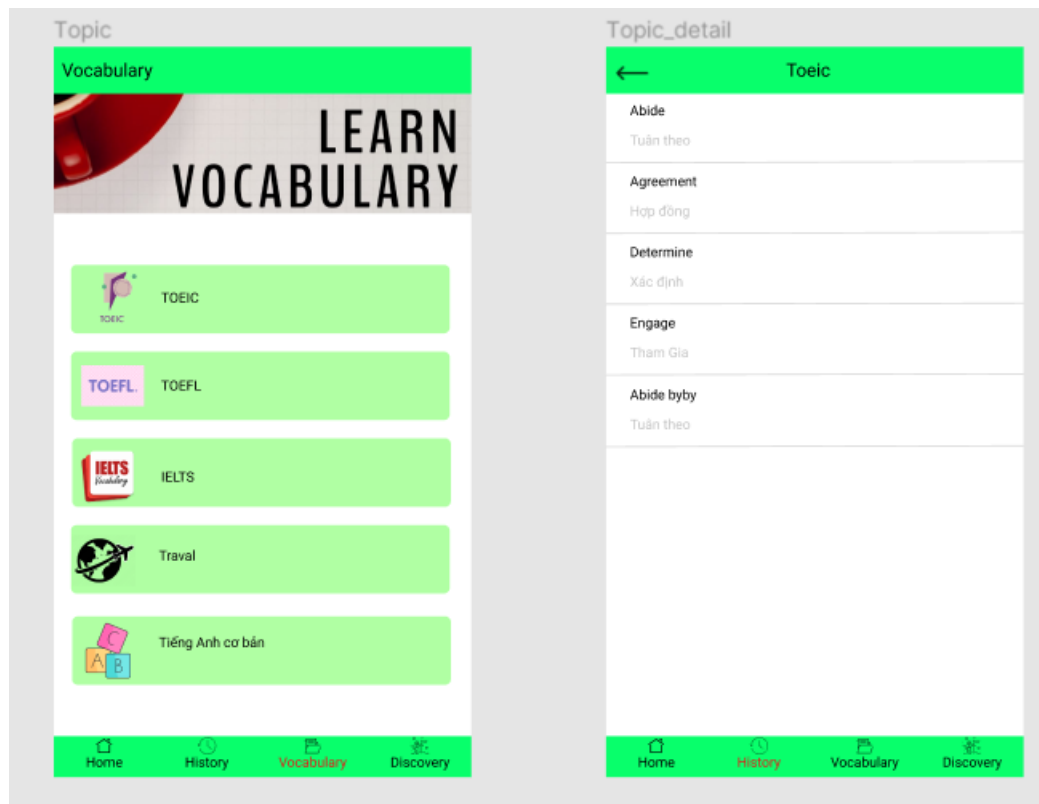 Topic
Vocabulary
LEARN
VOCABULARY
TOEIC
TOEIC
TOEFL.
TOEFL
IELTS
Vocabulary
IELTS
Traval
C
A B
Tiếng Anh cơ bản
Home History Vocabulary Discovery
Topic_detail
Toeic
Abide
Tuân theo
Agreement
Hợp đồng
Determine
Xác định
Engage
Tham Gia
Abide byby
Tuân theo
Home History Vocabulary Discovery